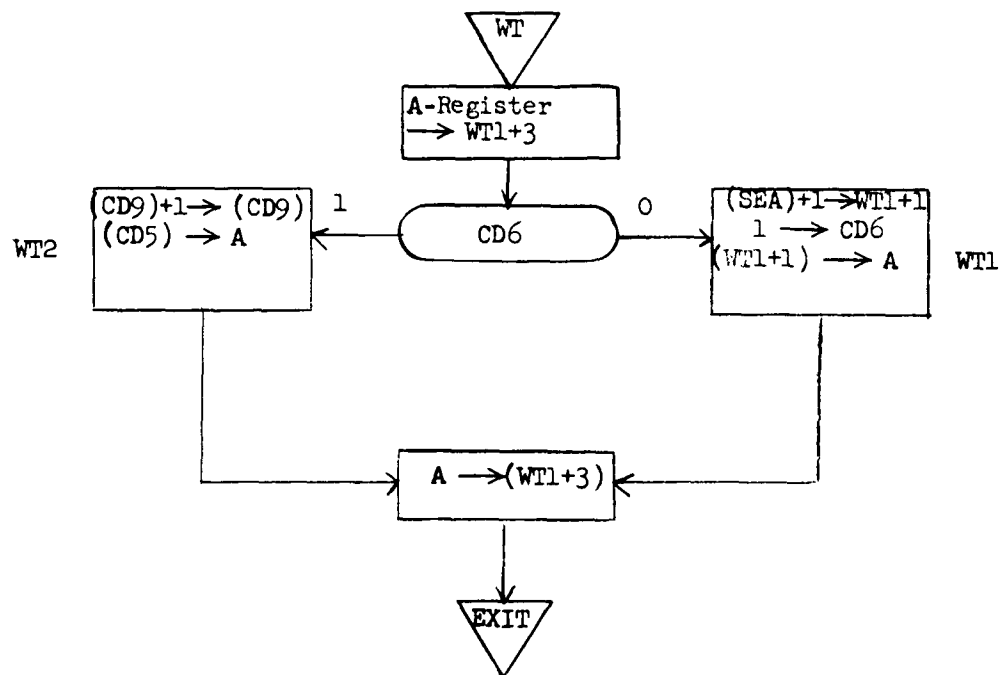 WT
A-Register
→ WT1+3
CD6
1
0
WT2
(CD9)+1→ (CD9)
(CD5) → A
(SEA)+1→WT1+1
1 → CD6
(WT1+1) → A
WT1
A →(WT1+3)
EXIT